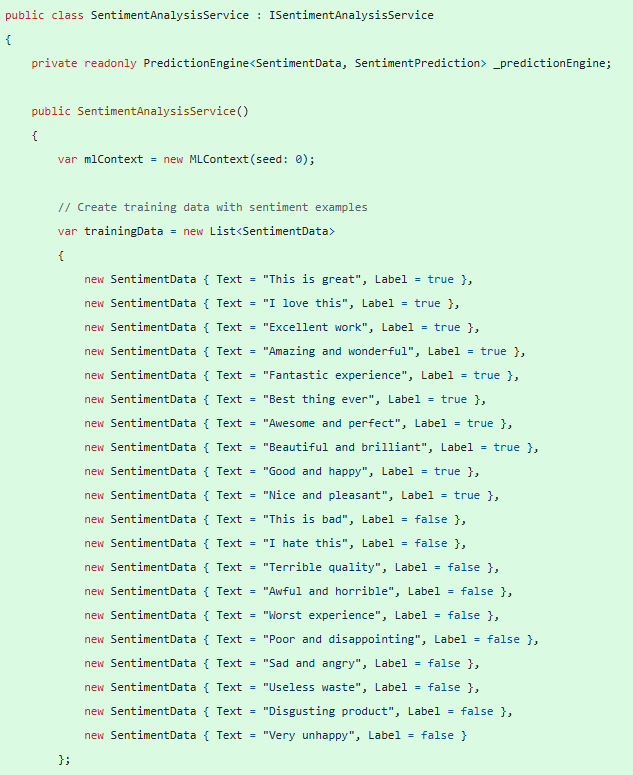 public class SentimentAnalysisService : ISentimentAnalysisService
{
    private readonly PredictionEngine<SentimentData, SentimentPrediction> _predictionEngine;

    public SentimentAnalysisService()
    {
        var mlContext = new MLContext(seed: 0);

        // Create training data with sentiment examples
        var trainingData = new List<SentimentData>
        {
            new SentimentData { Text = "This is great", Label = true },
            new SentimentData { Text = "I love this", Label = true },
            new SentimentData { Text = "Excellent work", Label = true },
            new SentimentData { Text = "Amazing and wonderful", Label = true },
            new SentimentData { Text = "Fantastic experience", Label = true },
            new SentimentData { Text = "Best thing ever", Label = true },
            new SentimentData { Text = "Awesome and perfect", Label = true },
            new SentimentData { Text = "Beautiful and brilliant", Label = true },
            new SentimentData { Text = "Good and happy", Label = true },
            new SentimentData { Text = "Nice and pleasant", Label = true },
            new SentimentData { Text = "This is bad", Label = false },
            new SentimentData { Text = "I hate this", Label = false },
            new SentimentData { Text = "Terrible quality", Label = false },
            new SentimentData { Text = "Awful and horrible", Label = false },
            new SentimentData { Text = "Worst experience", Label = false },
            new SentimentData { Text = "Poor and disappointing", Label = false },
            new SentimentData { Text = "Sad and angry", Label = false },
            new SentimentData { Text = "Useless waste", Label = false },
            new SentimentData { Text = "Disgusting product", Label = false },
            new SentimentData { Text = "Very unhappy", Label = false }
        };